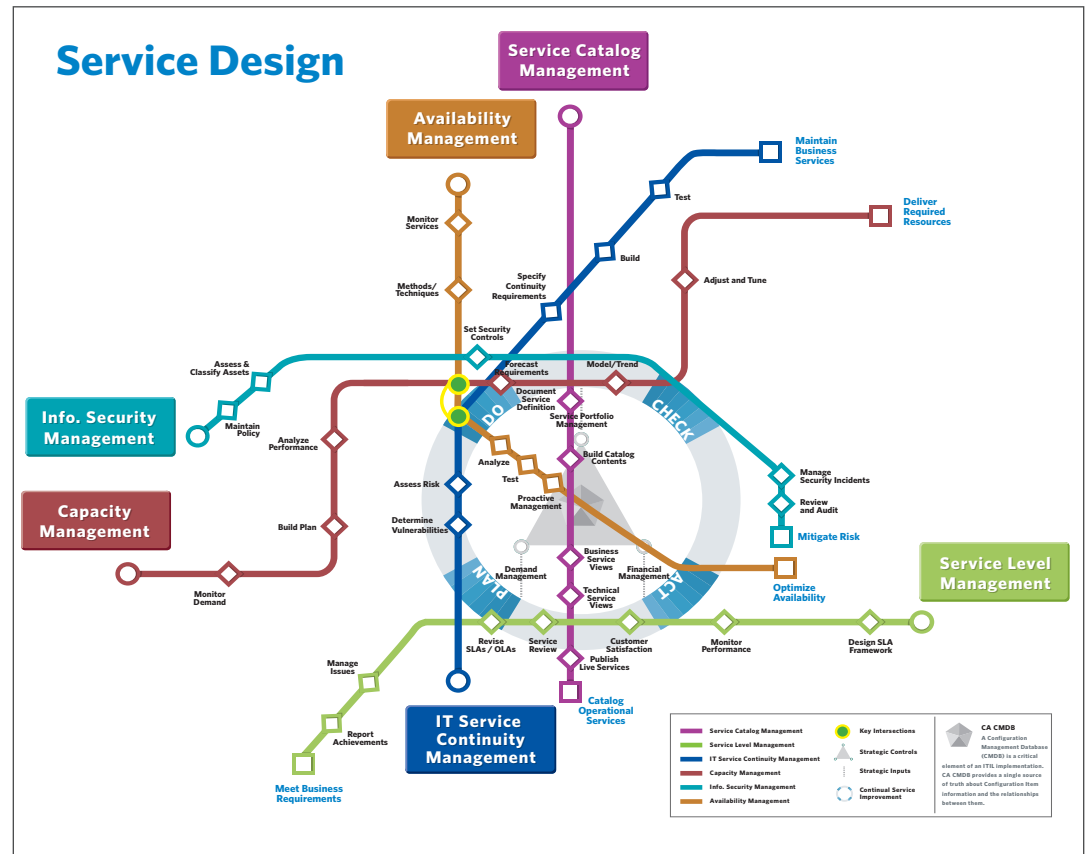 Service Design
Service Catalog
Management
Availability
Management
Maintain
Business
Services
Test
Deliver
Required
Resources
Monitor
Services
Build
Specify
Continuity
Requirements
Adjust and Tune
Methods/
Techniques
Set Security
Controls
Assess &
Classify Assets
Forecast
Requirements
Model/Trend
Document
Service
Definition
DO
CHECK
Service Portfolio
Management
Info. Security
Management
Maintain
Policy
Analyze
Performance
Build Catalog
Contents
Analyze
Test
Proactive
Management
Assess Risk
Manage
Security Incidents
Review
and Audit
Mitigate Risk
Capacity
Management
Build Plan
Determine
Vulnerabilities
Business
Service
Views
Demand
Management
Financial
Management
PLAN
ACT
Technical
Service
Views
Optimize
Availability
Service Level
Management
Monitor
Demand
Revise
SLAs / OLAs
Service
Review
Customer
Satisfaction
Monitor
Performance
Design SLA
Framework
Publish
Live Services
Manage
Issues
Report
Achievements
Meet Business
Requirements
Catalog
Operational
Services
IT Service
Continuity
Management
Service Catalog Management
Service Level Management
IT Service Continuity Management
Capacity Management
Info. Security Management
Availability Management
Key Intersections
Strategic Controls
Strategic Inputs
Continual Service
Improvement
CA CMDB
A Configuration
Management Database
(CMDB) is a critical
element of an ITIL implementation.
CA CMDB provides a single source
of truth about Configuration Item
information and the relationships
between them.